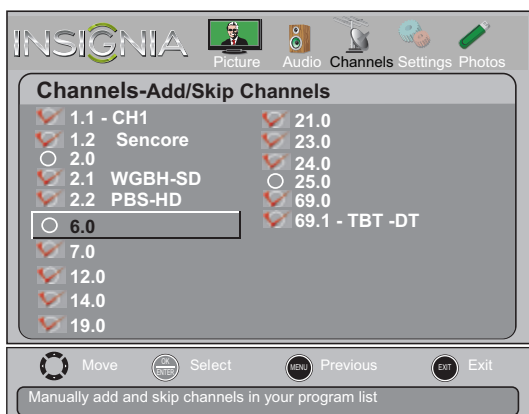 INSIGNIA
Picture Audio Channels Settings Photos
Channels-Add/Skip Channels
1.1 - CH1
1.2 Sencore
2.0
2.1 WGBH-SD
2.2 PBS-HD
6.0
7.0
12.0
14.0
19.0
21.0
23.0
24.0
25.0
69.0
69.1 - TBT -DT
Move OK ENTER Select MENU Previous EXIT Exit
Manually add and skip channels in your program list